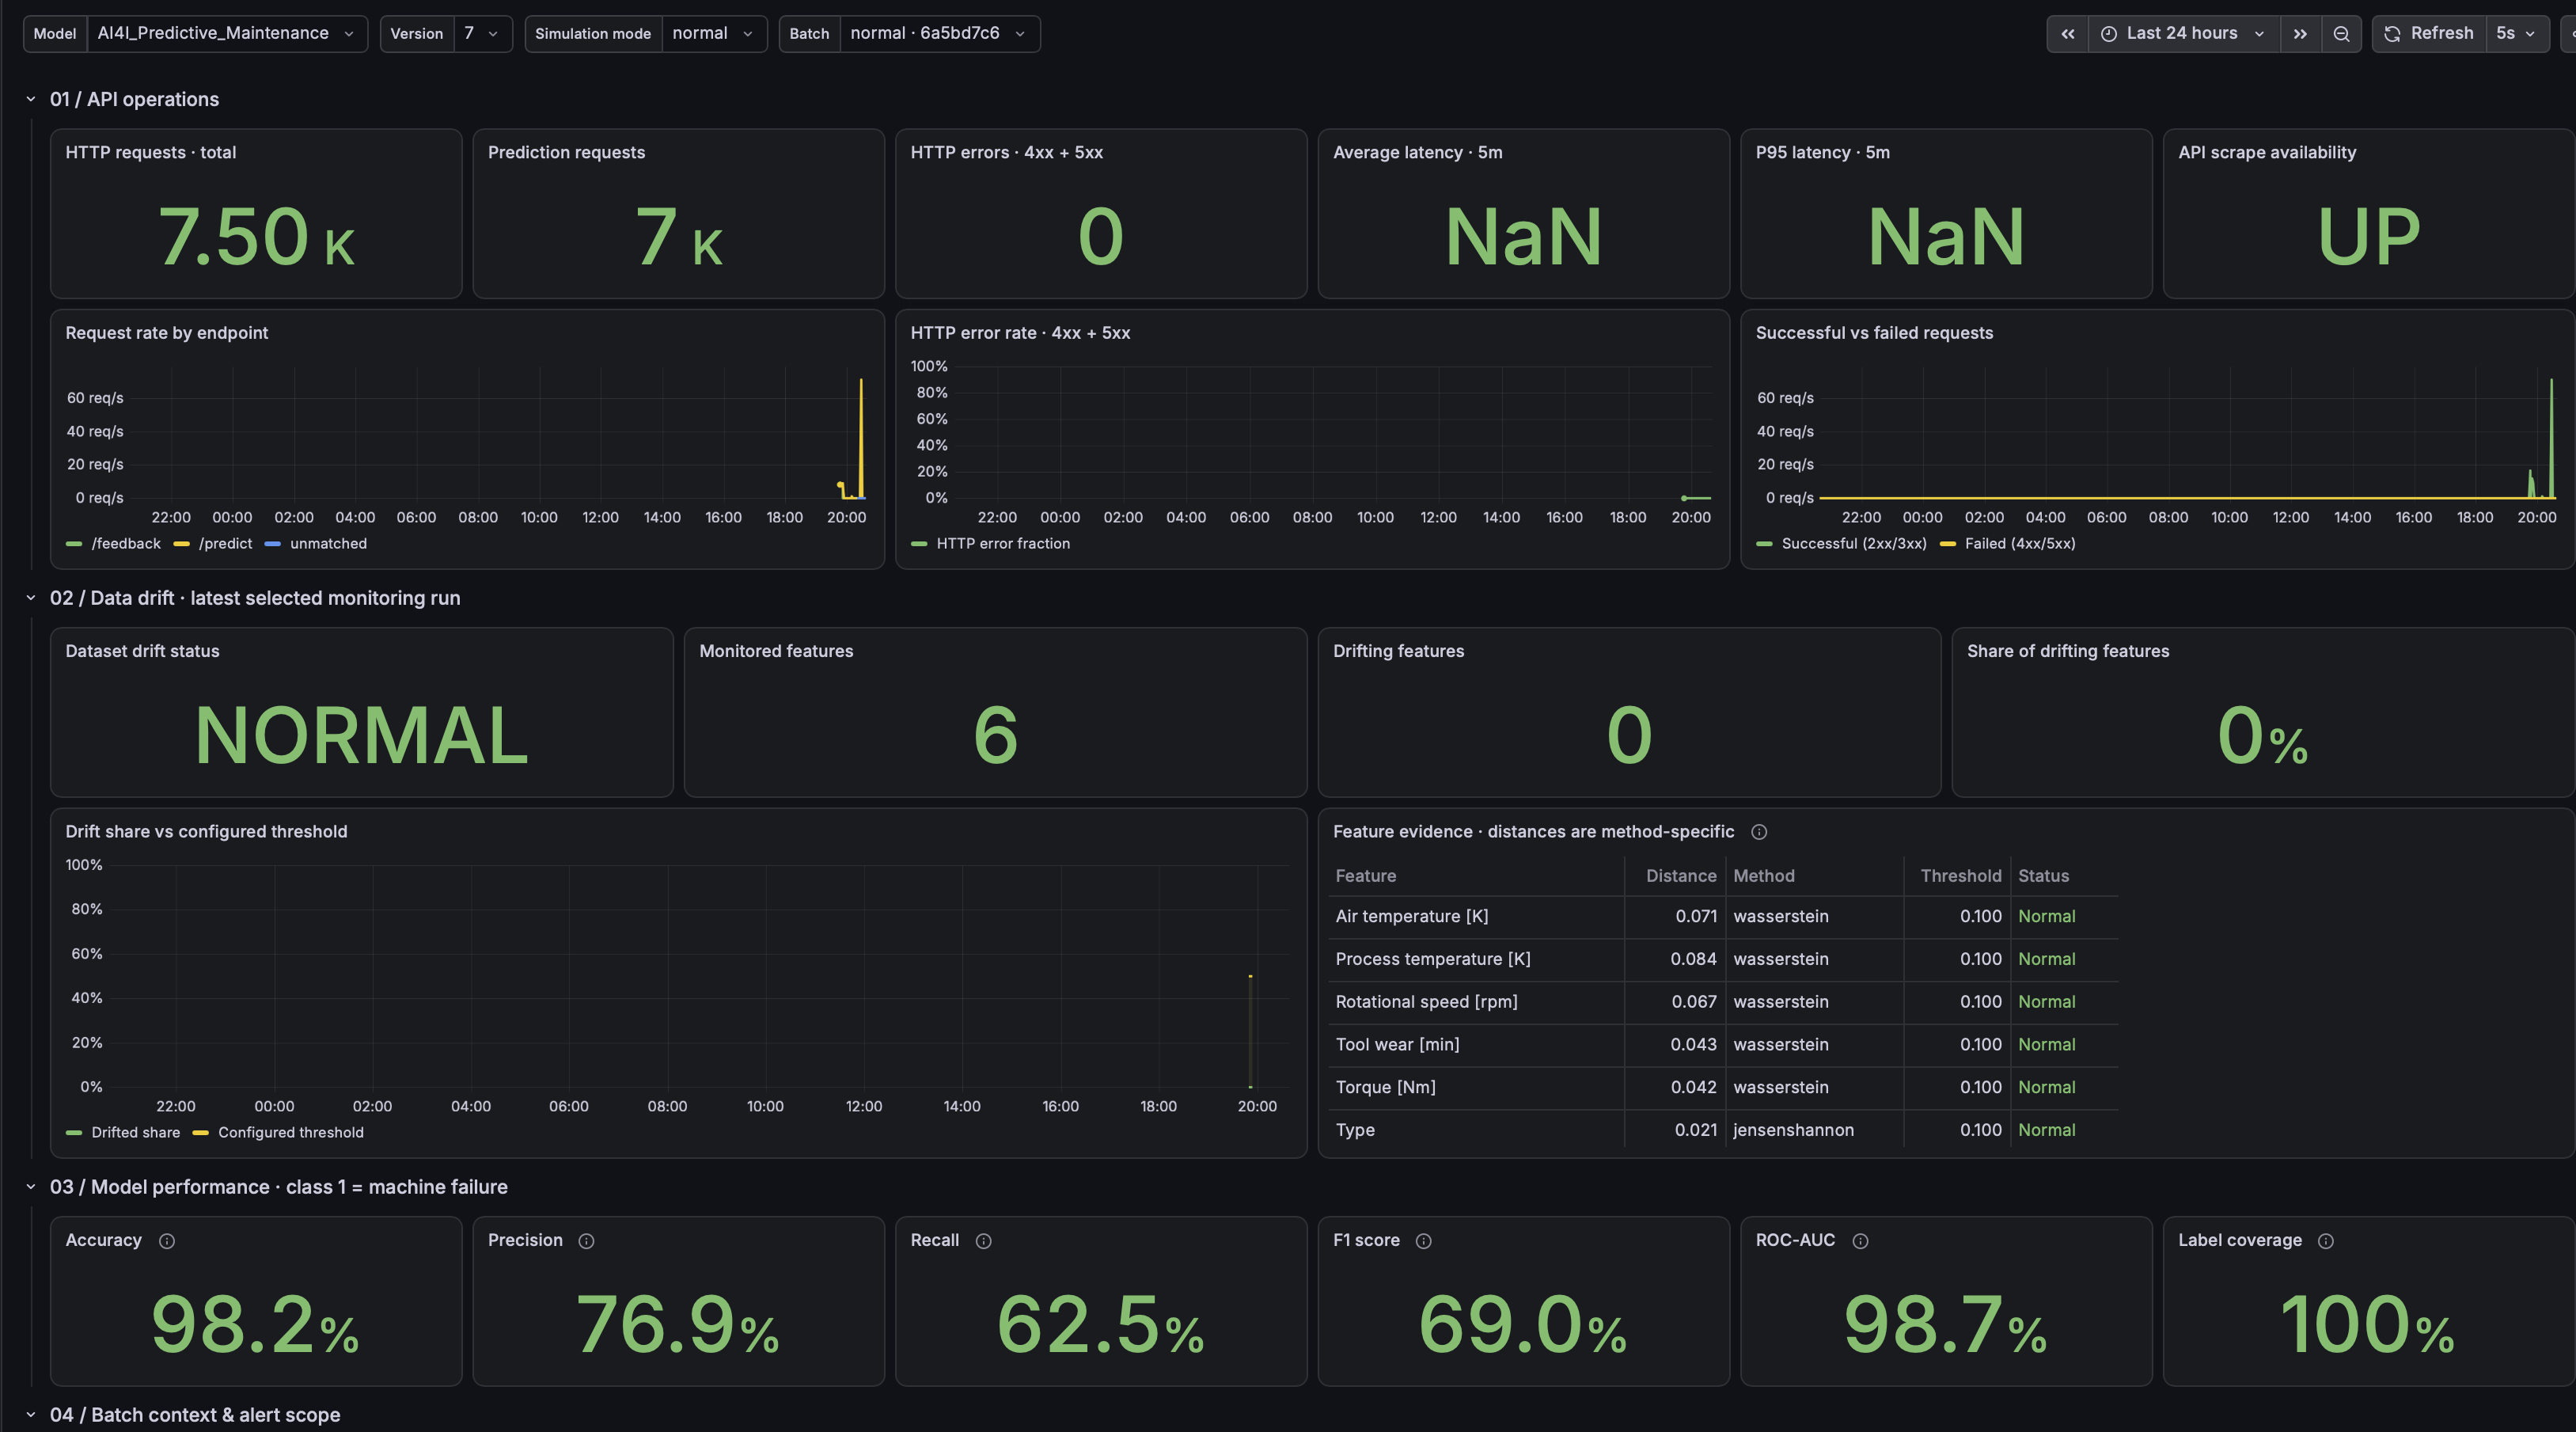 Model AI4I_Predictive_Maintenance Version 7 Simulation mode normal Batch normal · 6a5bd7c6 Last 24 hours Refresh 5s
01 / API operations
HTTP requests · total
7.50 K
Prediction requests
7 K
HTTP errors · 4xx + 5xx
0
Average latency · 5m
NaN
P95 latency · 5m
NaN
API scrape availability
UP
Request rate by endpoint
60 req/s
40 req/s
20 req/s
0 req/s
22:00 00:00 02:00 04:00 06:00 08:00 10:00 12:00 14:00 16:00 18:00 20:00
/feedback /predict unmatched
HTTP error rate · 4xx + 5xx
100%
80%
60%
40%
20%
0%
22:00 00:00 02:00 04:00 06:00 08:00 10:00 12:00 14:00 16:00 18:00 20:00
HTTP error fraction
Successful vs failed requests
60 req/s
40 req/s
20 req/s
0 req/s
22:00 00:00 02:00 04:00 06:00 08:00 10:00 12:00 14:00 16:00 18:00 20:00
Successful (2xx/3xx) Failed (4xx/5xx)
02 / Data drift · latest selected monitoring run
Dataset drift status
NORMAL
Monitored features
6
Drifting features
0
Share of drifting features
0%
Drift share vs configured threshold
100%
80%
60%
40%
20%
0%
22:00 00:00 02:00 04:00 06:00 08:00 10:00 12:00 14:00 16:00 18:00 20:00
Drifted share Configured threshold
Feature evidence · distances are method-specific
Feature Distance Method Threshold Status
Air temperature [K] 0.071 wasserstein 0.100 Normal
Process temperature [K] 0.084 wasserstein 0.100 Normal
Rotational speed [rpm] 0.067 wasserstein 0.100 Normal
Tool wear [min] 0.043 wasserstein 0.100 Normal
Torque [Nm] 0.042 wasserstein 0.100 Normal
Type 0.021 jensenshannon 0.100 Normal
03 / Model performance · class 1 = machine failure
Accuracy
98.2%
Precision
76.9%
Recall
62.5%
F1 score
69.0%
ROC-AUC
98.7%
Label coverage
100%
04 / Batch context & alert scope